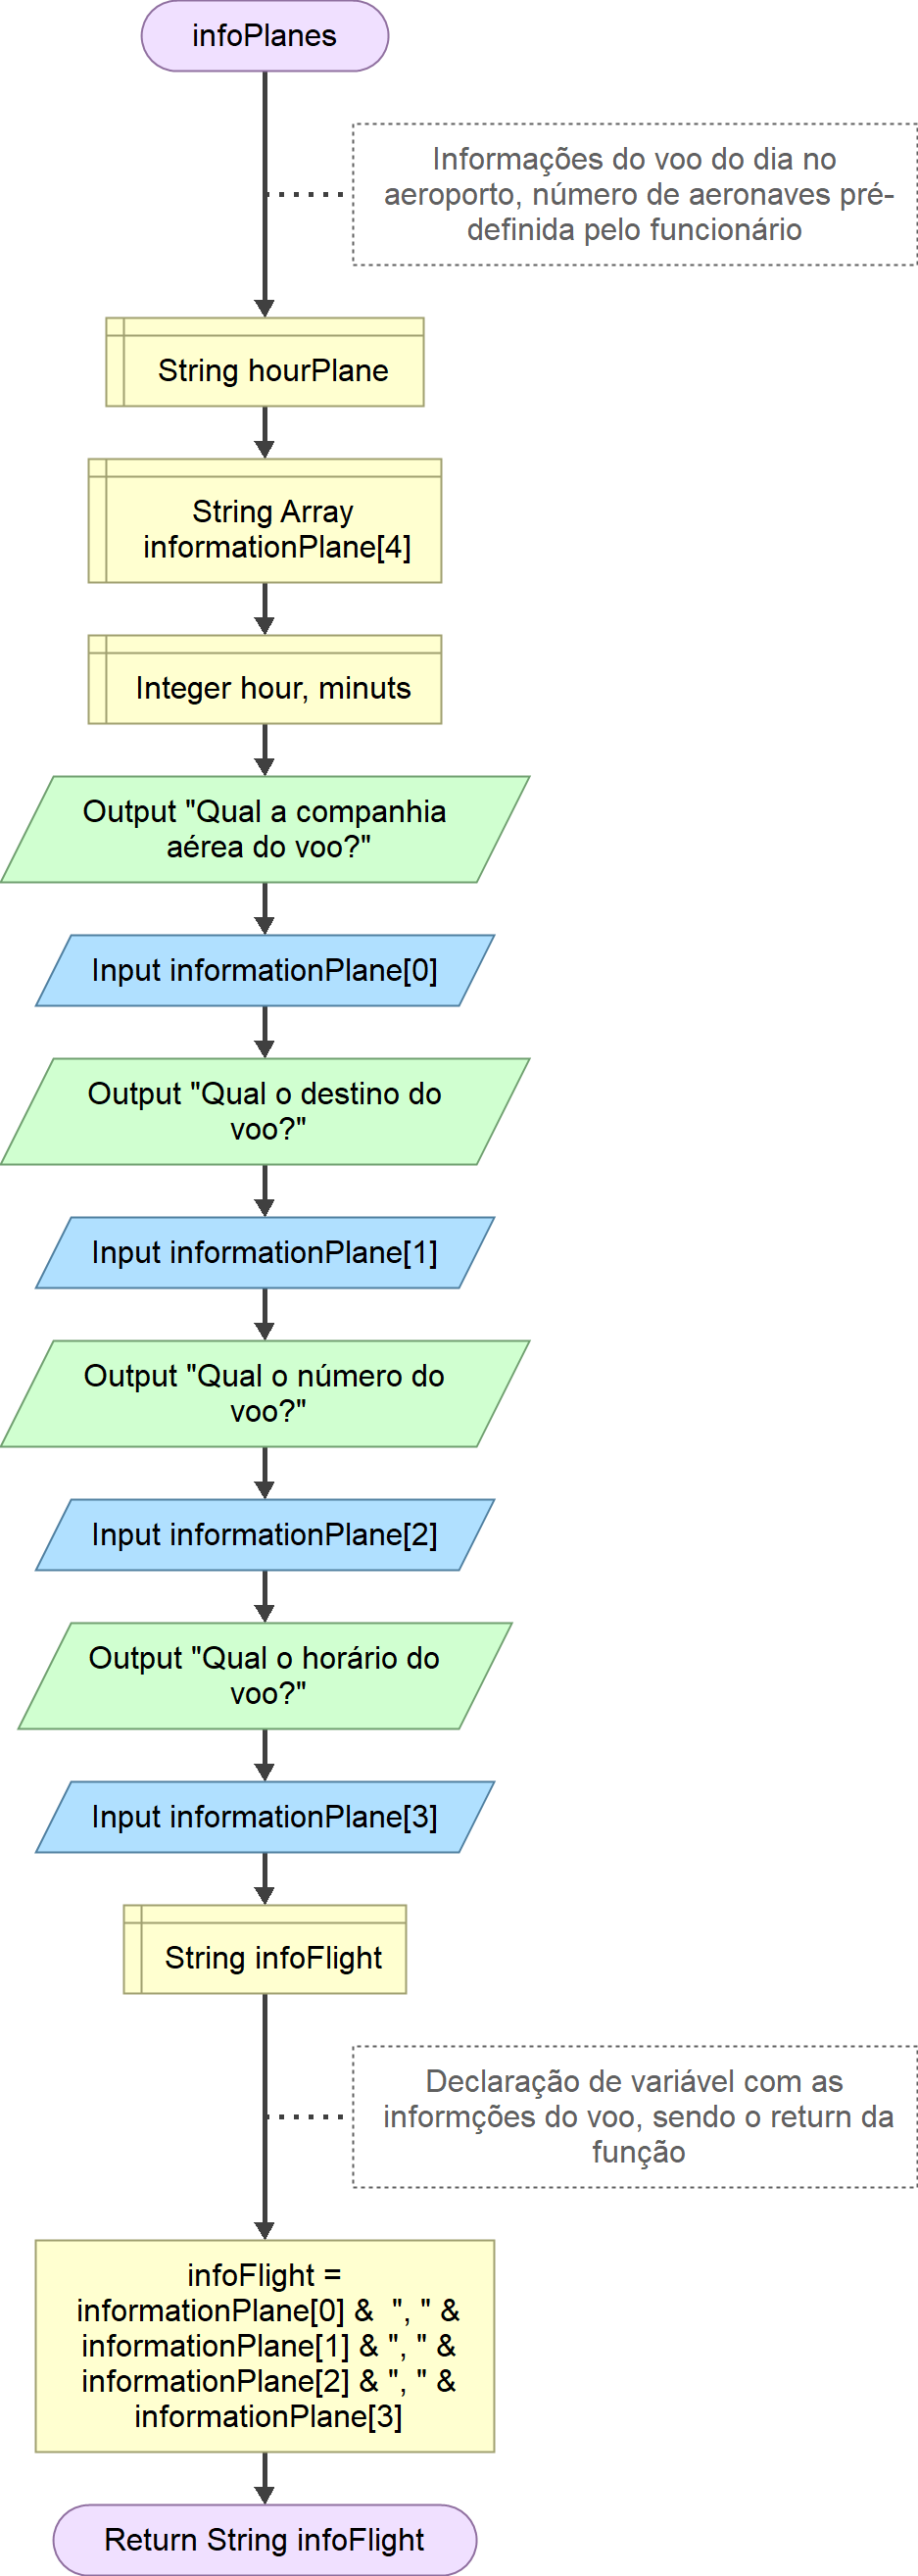 infoPlanes
Informações do voo do dia no
aeroporto, número de aeronaves pré-
definida pelo funcionário
String hourPlane
String Array
informationPlane[4]
Integer hour, minuts
Output "Qual a companhia
aérea do voo?"
Input informationPlane[0]
Output "Qual o destino do
voo?"
Input informationPlane[1]
Output "Qual o número do
voo?"
Input informationPlane[2]
Output "Qual o horário do
voo?"
Input informationPlane[3]
String infoFlight
Declaração de variável com as
informções do voo, sendo o return da
função
infoFlight =
informationPlane[0] &  ", " &
informationPlane[1] & ", " &
informationPlane[2] & ", " &
informationPlane[3]
Return String infoFlight